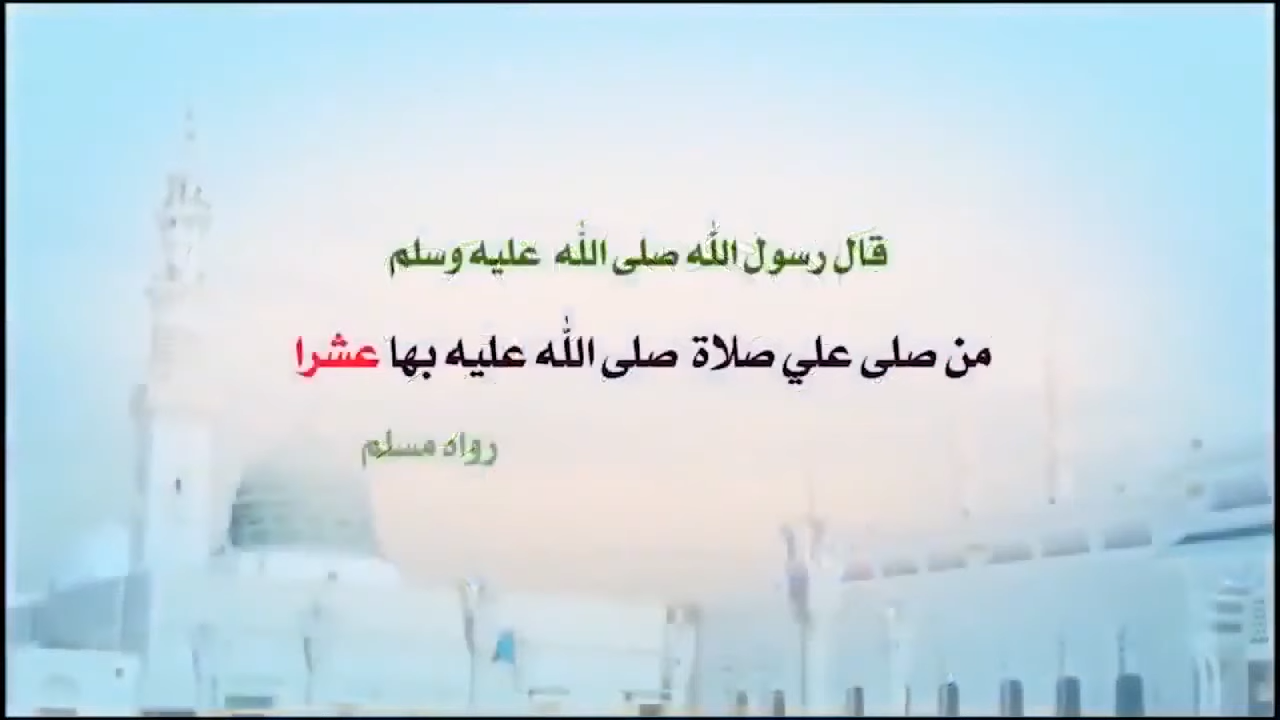 قال رسول الله صلى الله عليه وسلم
من صلى علي صلاة صلى الله عليه بها عشرا
رواه مسلم